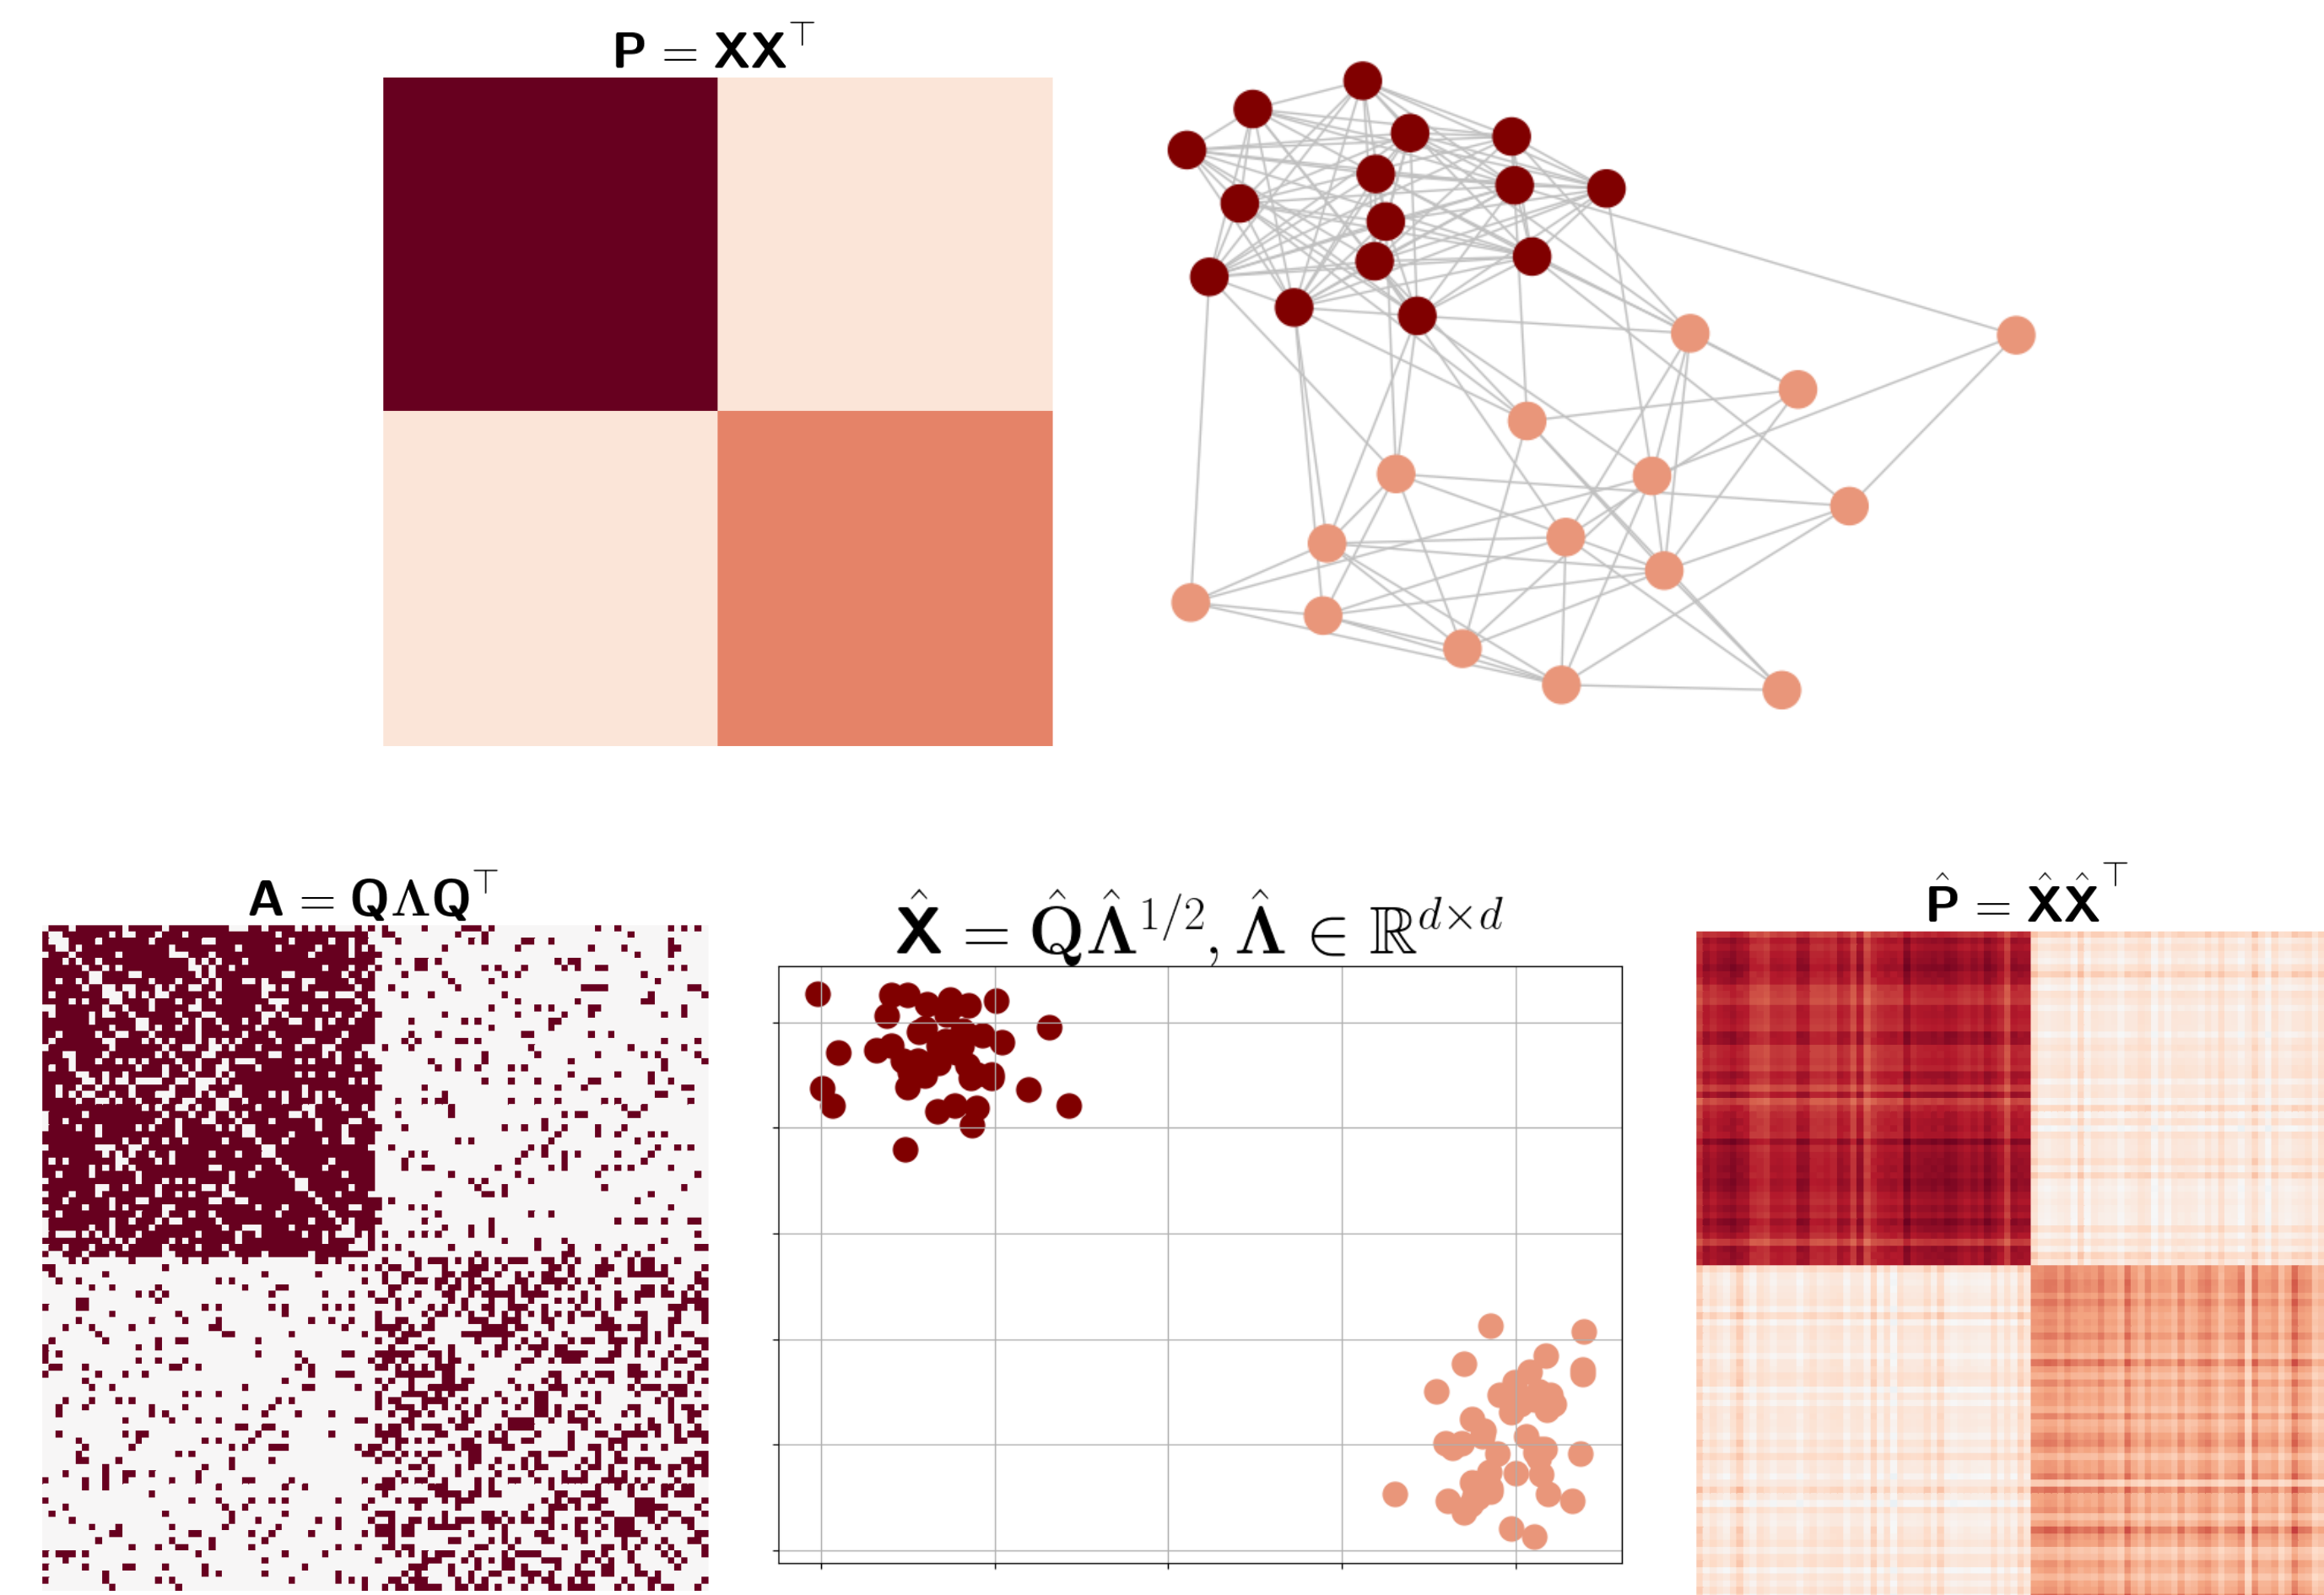 P = XX⊤
A = QΛQ⊤
X̂ = Q̂Λ̂^{1/2}, Λ̂ ∈ ℝ^{d×d}
P̂ = X̂X̂⊤